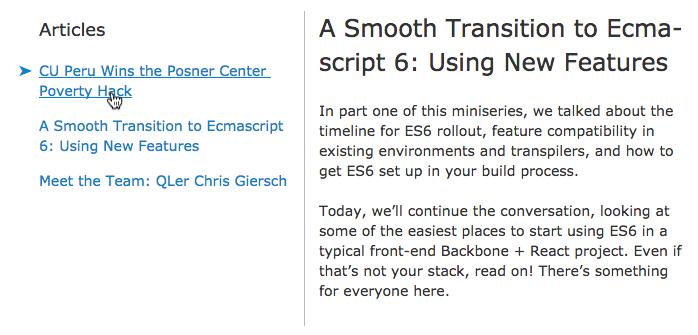 Articles
CU Peru Wins the Posner Center
Poverty Hack
A Smooth Transition to Ecmascript
6: Using New Features
Meet the Team: QLer Chris Giersch
A Smooth Transition to Ecma-
script 6: Using New Features
In part one of this miniseries, we talked about the
timeline for ES6 rollout, feature compatibility in
existing environments and transpilers, and how to
get ES6 set up in your build process.
Today, we’ll continue the conversation, looking at
some of the easiest places to start using ES6 in a
typical front-end Backbone + React project. Even if
that’s not your stack, read on! There’s something
for everyone here.